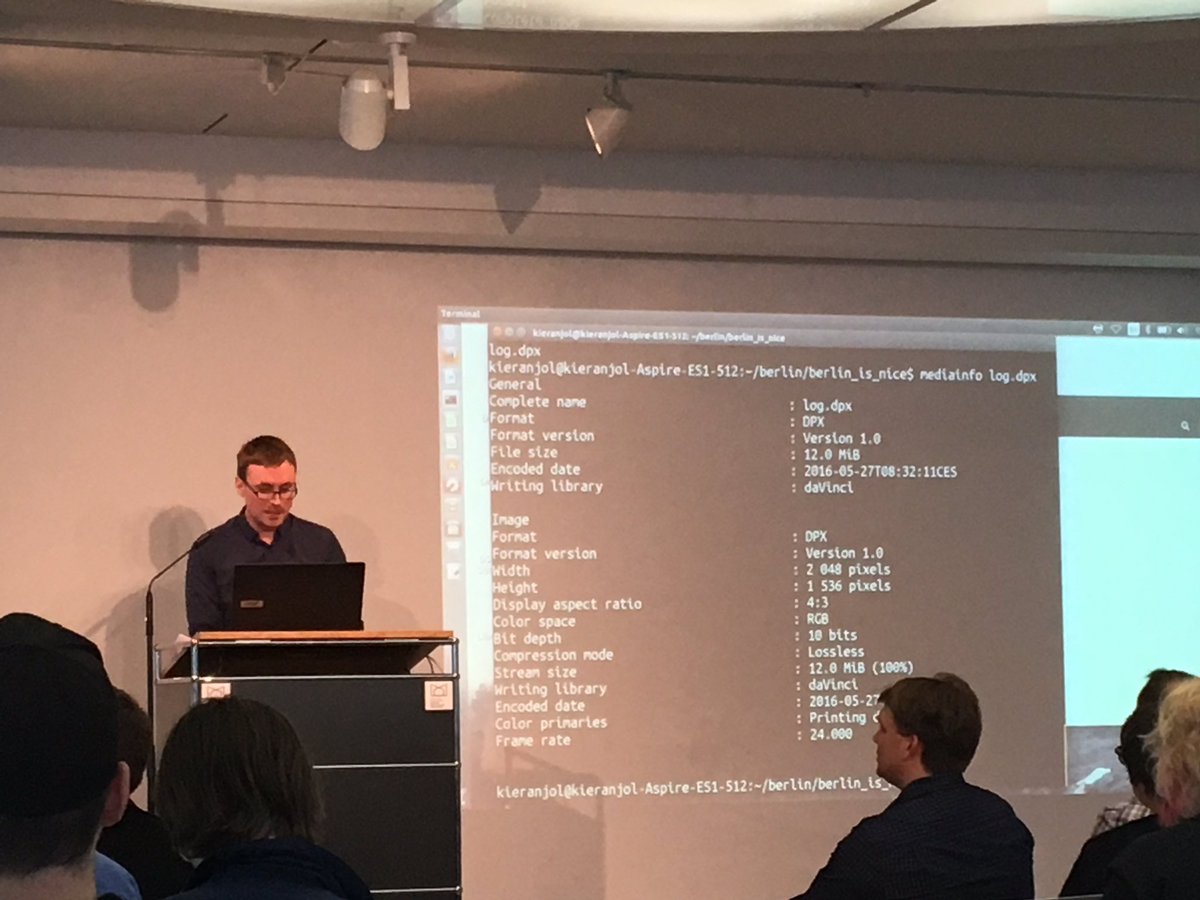 Terminal
kieranjol@kieranjol-Aspire-ES1-512: ~/berlin/berlin_is_nice
log.dpx
kieranjol@kieranjol-Aspire-ES1-512:~/berlin/berlin_is_nice$ mediainfo log.dpx
General
Complete name : log.dpx
Format : DPX
Format version : Version 1.0
File size : 12.0 MiB
Encoded date : 2016-05-27T08:32:11CES
Writing library : daVinci
Image
Format : DPX
Format version : Version 1.0
Width : 2 048 pixels
Height : 1 536 pixels
Display aspect ratio : 4:3
Color space : RGB
Bit depth : 10 bits
Compression mode : Lossless
Stream size : 12.0 MiB (100%)
Writing library : daVinci
Encoded date : 2016-05-27
Color primaries : Printing
Frame rate : 24.000
kieranjol@kieranjol-Aspire-ES1-512:~/berlin/berlin_is_